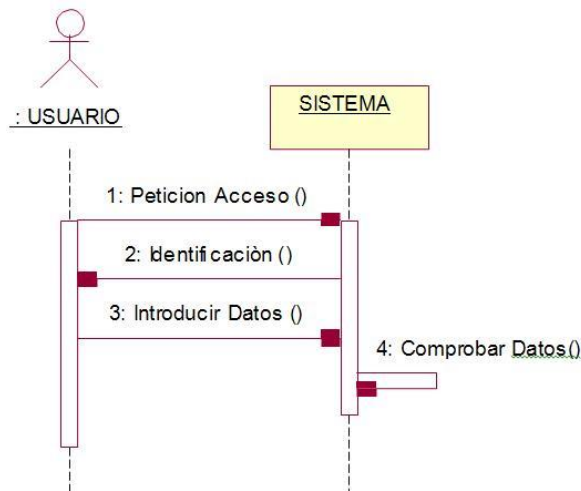 : USUARIO
SISTEMA
1: Peticion Acceso ()
2: Identificaciòn ()
3: Introducir Datos ()
4: Comprobar Datos()